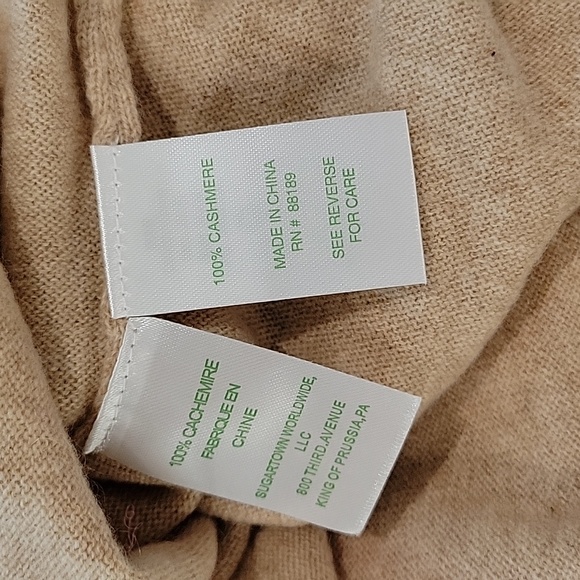 100% CASHMERE
MADE IN CHINA
RN # 88189
SEE REVERSE
FOR CARE
100% CACHEMIRE
FABRIQUE EN
CHINE
SUGARTOWN WORLDWIDE,
LLC
800 THIRD.AVENUE
KING OF PRUSSIA,PA